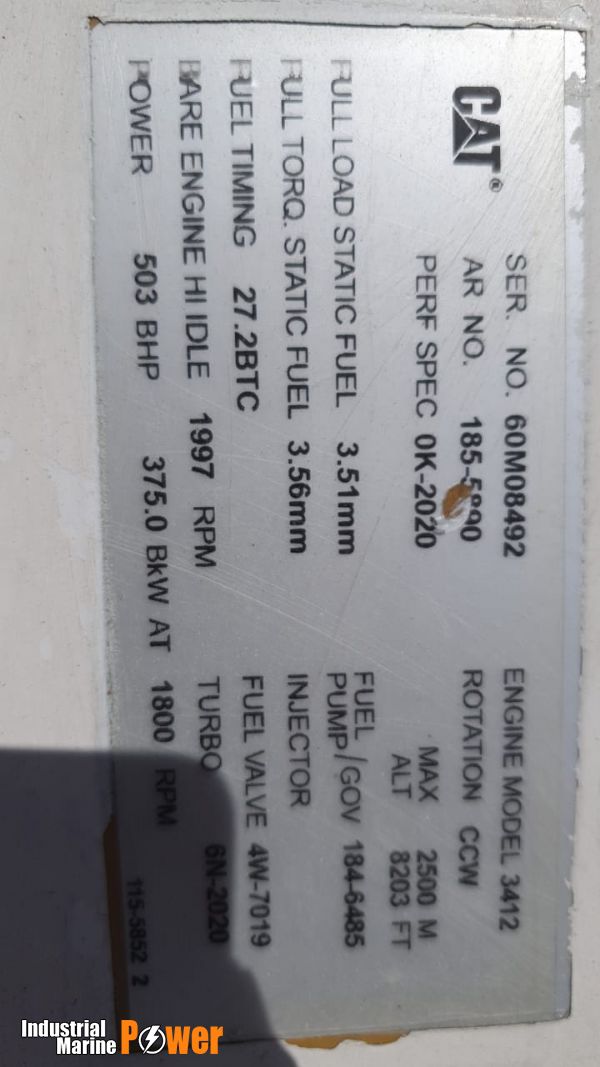 CAT®
SER. NO. 60M08492 ENGINE MODEL 3412
AR NO. ROTATION CCW
PERF SPEC 0K-2020 MAX ALT 2500 M 8203 FT
FULL LOAD STATIC FUEL 3.51mm FUEL PUMP/GOV 184-6485
FULL TORQ. STATIC FUEL 3.56mm INJECTOR
FUEL TIMING 27.2BTC FUEL VALVE 4W-7019
BARE ENGINE HI IDLE 1997 RPM TURBO 6N-2020
POWER 503 BHP 375.0 BkW AT 1800 RPM
115-5852 2
Industrial
Marine Power